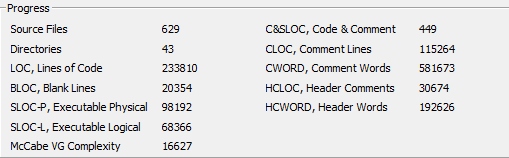 Progress
Source Files 629 C&SLOC, Code & Comment 449
Directories 43 CLOC, Comment Lines 115264
LOC, Lines of Code 233810 CWORD, Comment Words 581673
BLOC, Blank Lines 20354 HCLOC, Header Comments 30674
SLOC-P, Executable Physical 98192 HCWORD, Header Words 192626
SLOC-L, Executable Logical 68366
McCabe VG Complexity 16627